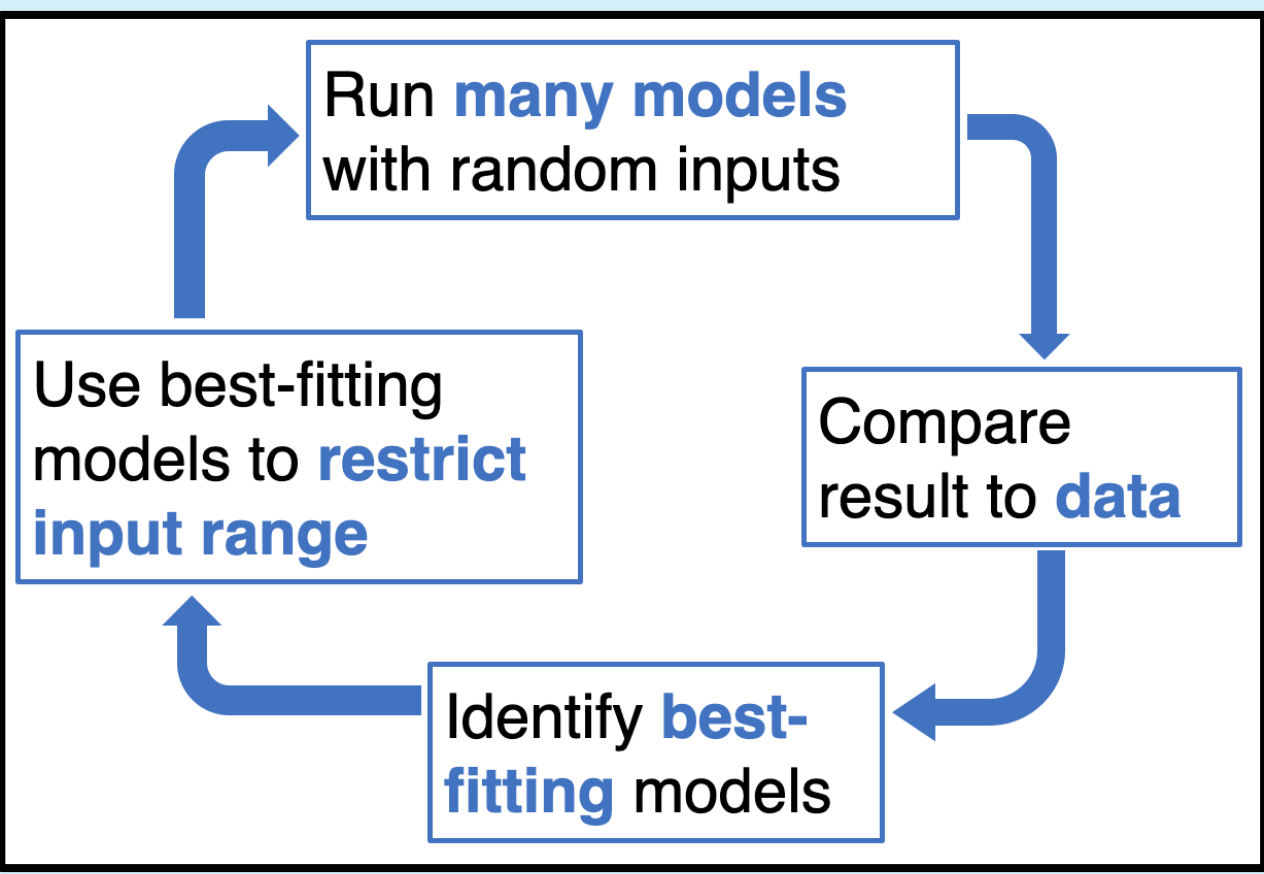 Run many models
with random inputs
Compare
result to data
Identify best-
fitting models
Use best-fitting
models to restrict
input range